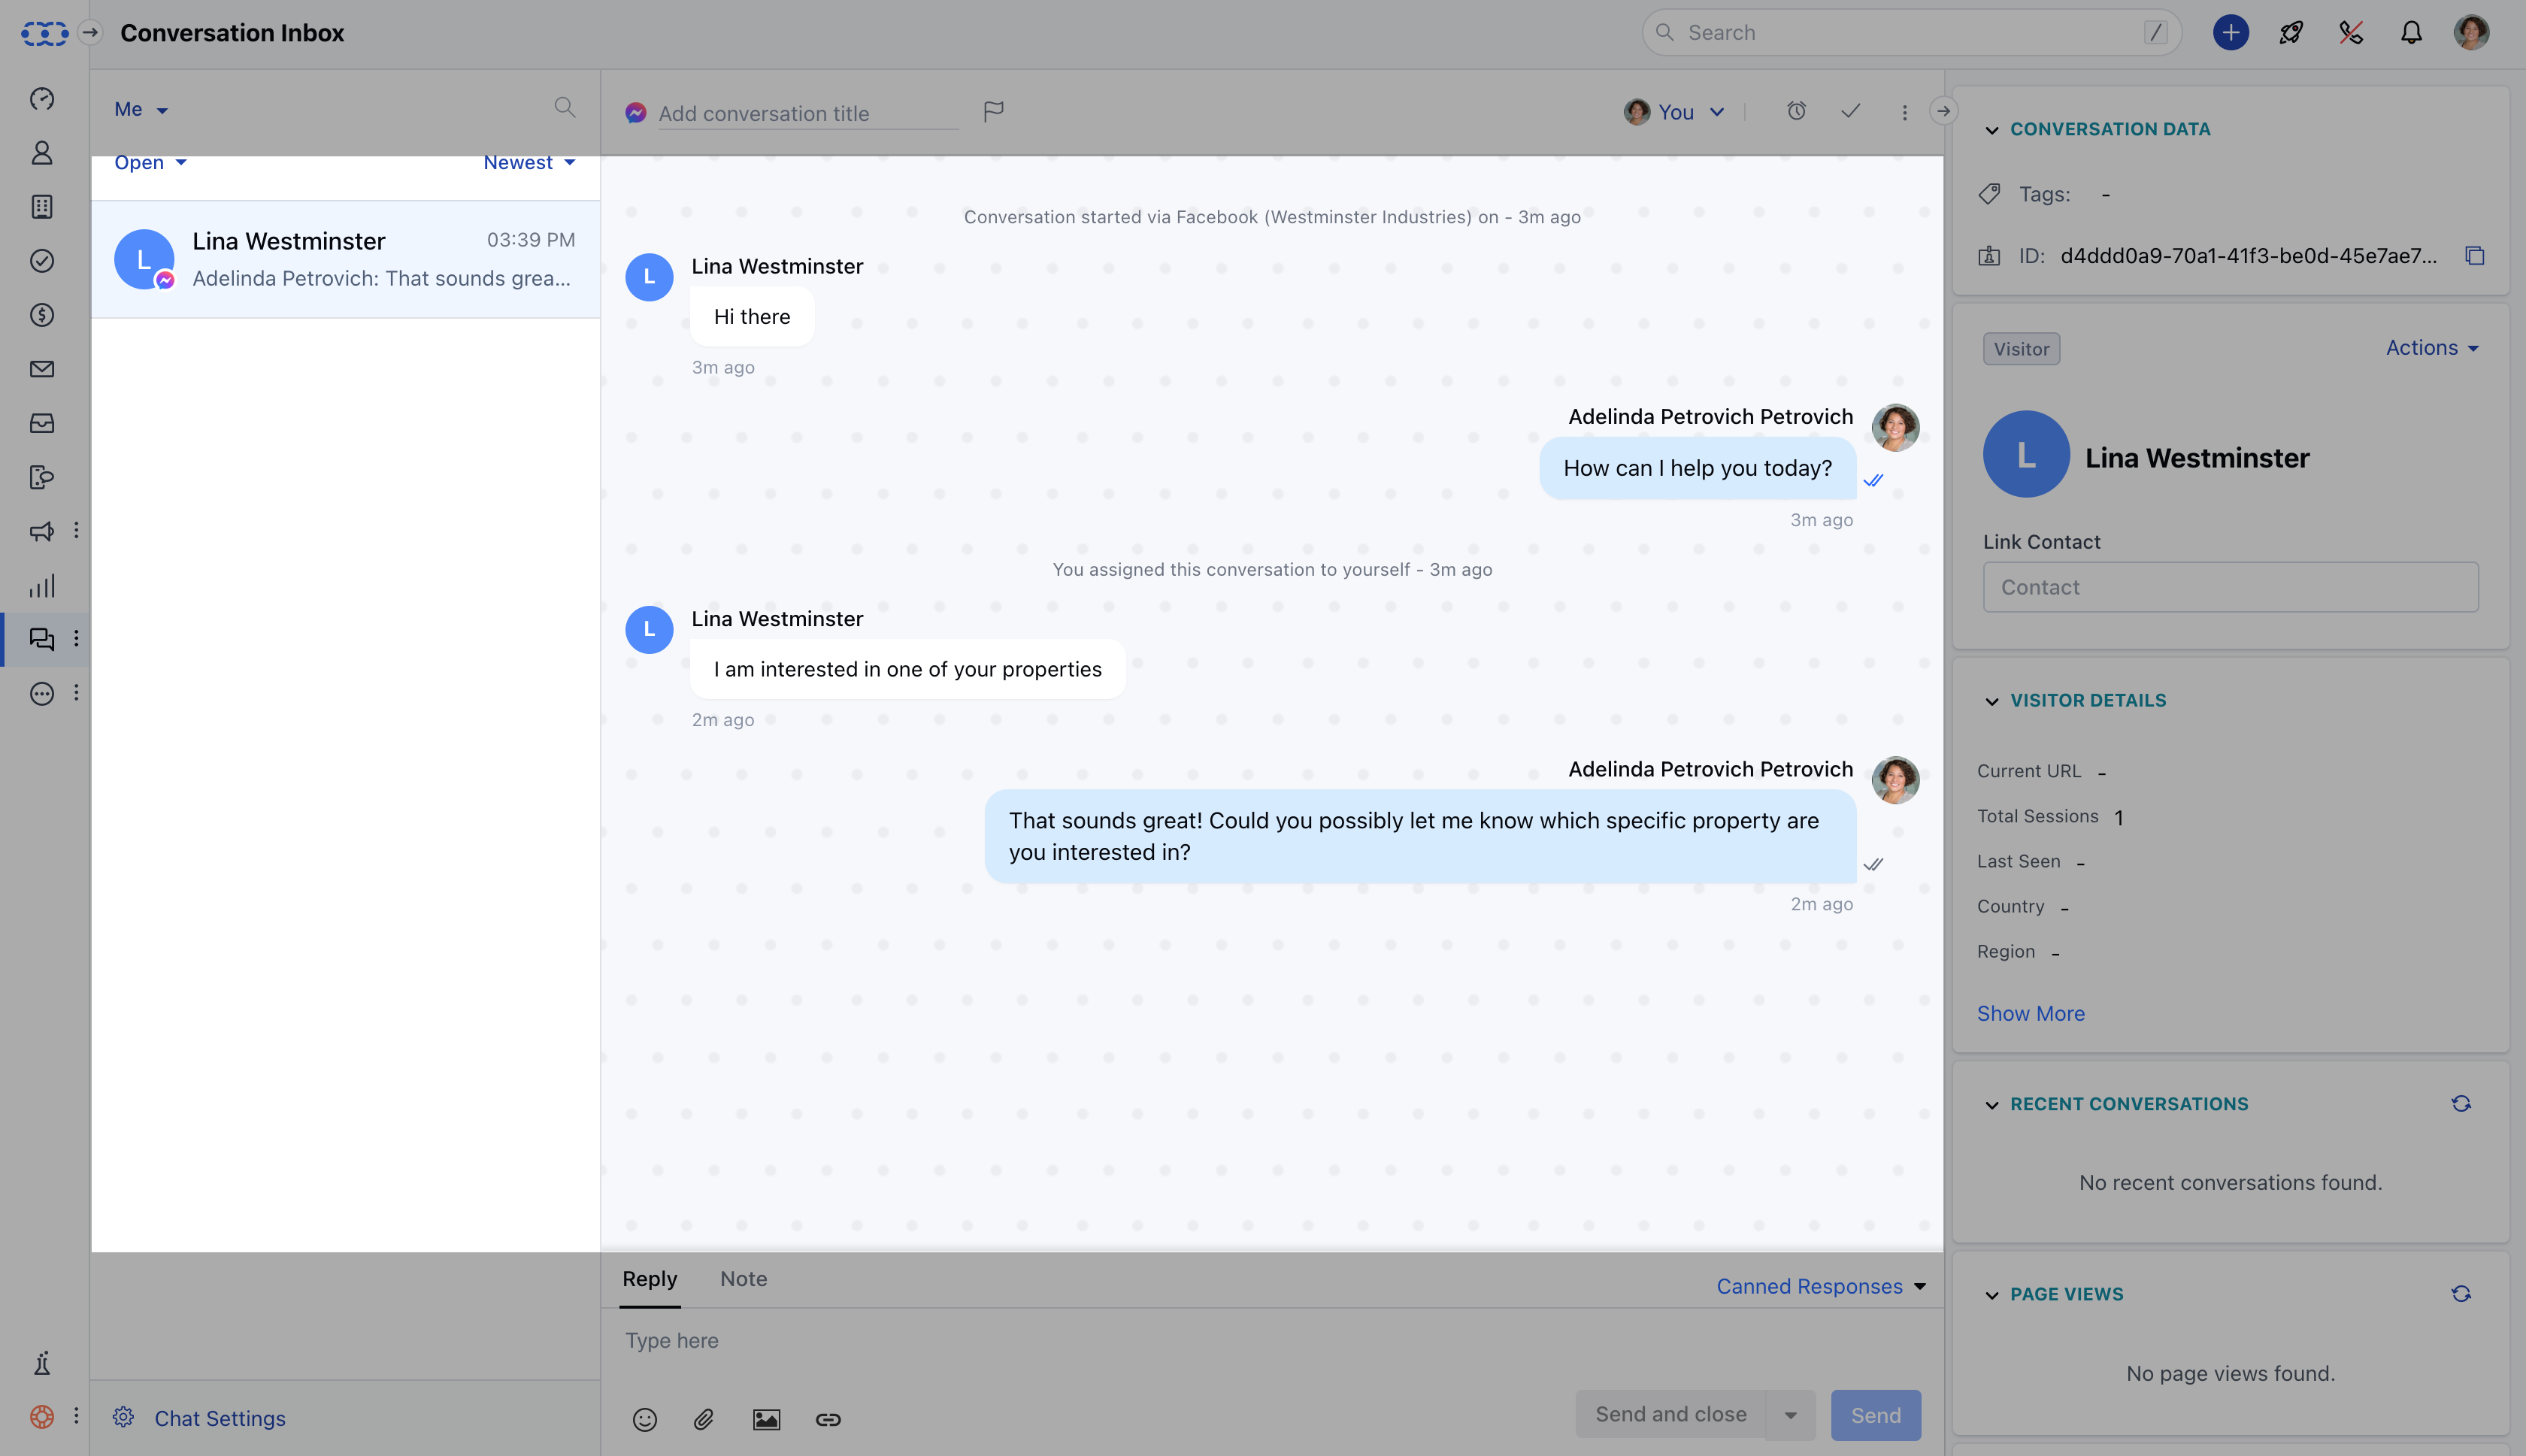 Conversation Inbox
Search /
Me
Open Newest
L Lina Westminster 03:39 PM
Adelinda Petrovich: That sounds grea...
Chat Settings
Add conversation title You
Conversation started via Facebook (Westminster Industries) on - 3m ago
L Lina Westminster
Hi there
3m ago
Adelinda Petrovich Petrovich
How can I help you today?
3m ago
You assigned this conversation to yourself - 3m ago
L Lina Westminster
I am interested in one of your properties
2m ago
Adelinda Petrovich Petrovich
That sounds great! Could you possibly let me know which specific property are
you interested in?
2m ago
Reply Note Canned Responses
Type here
Send and close Send
CONVERSATION DATA
Tags: -
ID: d4ddd0a9-70a1-41f3-be0d-45e7ae7...
Visitor Actions
L Lina Westminster
Link Contact
Contact
VISITOR DETAILS
Current URL -
Total Sessions 1
Last Seen -
Country -
Region -
Show More
RECENT CONVERSATIONS
No recent conversations found.
PAGE VIEWS
No page views found.